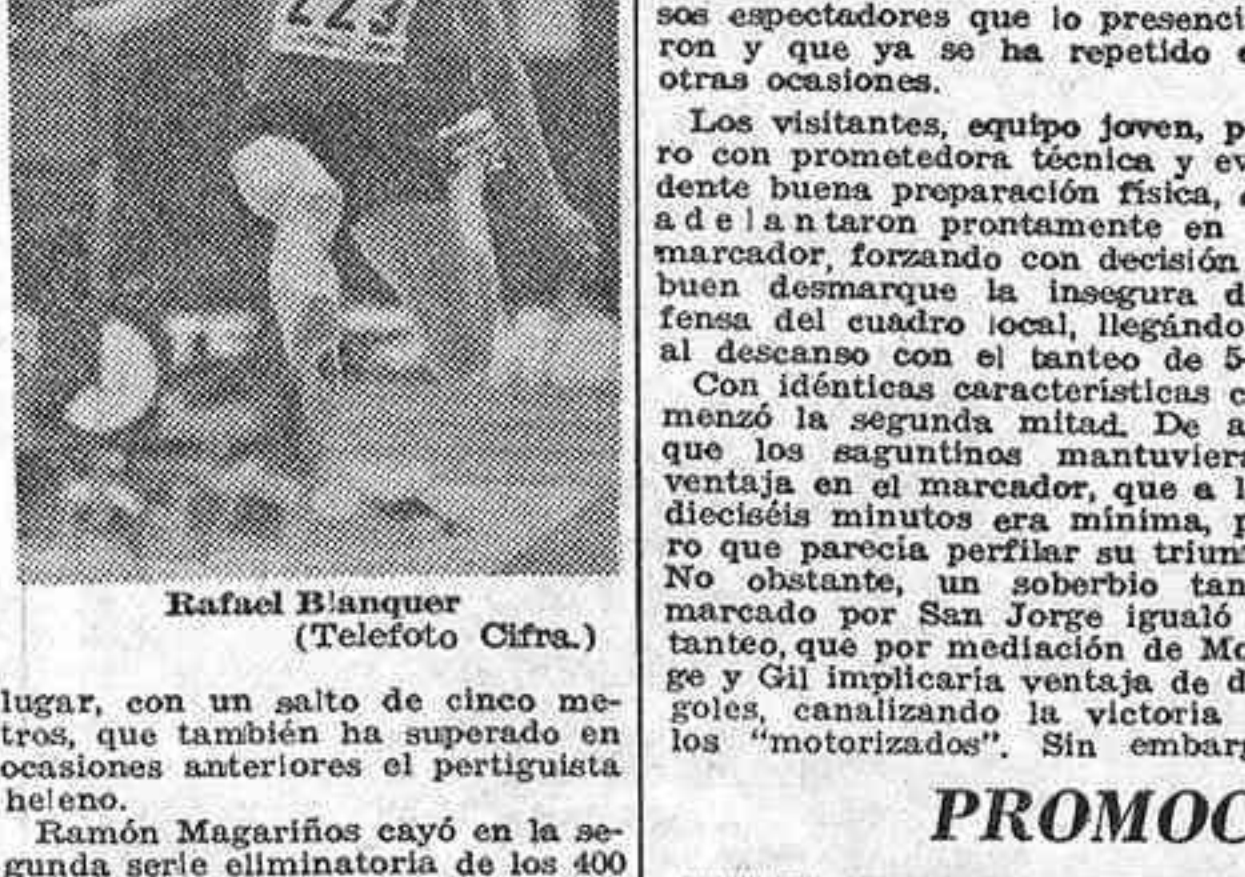 223
Rafael Blanquer
(Telefoto Cifra.)
lugar, con un salto de cinco me-
tros, que también ha superado en
ocasiones anteriores el pertiguista
heleno.
Ramón Magariños cayó en la se-
gunda serie eliminatoria de los 400
sos espectadores que lo presenci
ron y que ya se ha repetido e
otras ocasiones.
Los visitantes, equipo joven, p
ro con prometedora técnica y ev
dente buena preparación física,
adelantaron prontamente en
marcador, forzando con decisión
buen desmarque la insegura d
fensa del cuadro local, llegándo
al descanso con el tanteo de 5-
Con idénticas características c
menzó la segunda mitad. De a
que los saguntinos mantuviera
ventaja en el marcador, que a l
dieciséis minutos era mínima, p
ro que parecía perfilar su triun
No obstante, un soberbio tan
marcado por San Jorge igualó
tanteo, que por mediación de Mo
ge y Gil implicaría ventaja de d
goles, canalizando la victoria
los "motorizados". Sin embarg
PROMOC